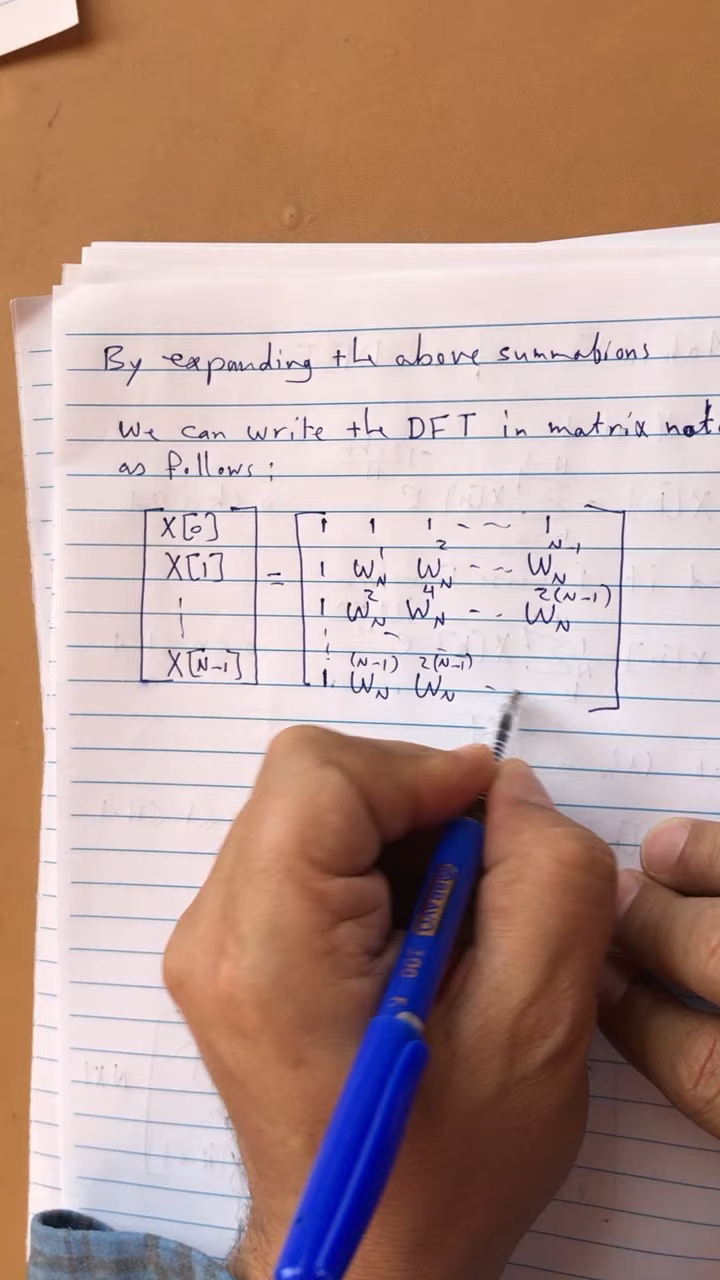 By expanding the above summations
We can write the DFT in matrix not
as follows:
X[0] 1 1 1 - - 1
X[1] = 1 W_N^1 W_N^2 - - W_N^{N-1}
1 W_N^2 W_N^4 - - W_N^{2(N-1)}
X[N-1] 1 W_N^{(N-1)} W_N^{2(N-1)} -